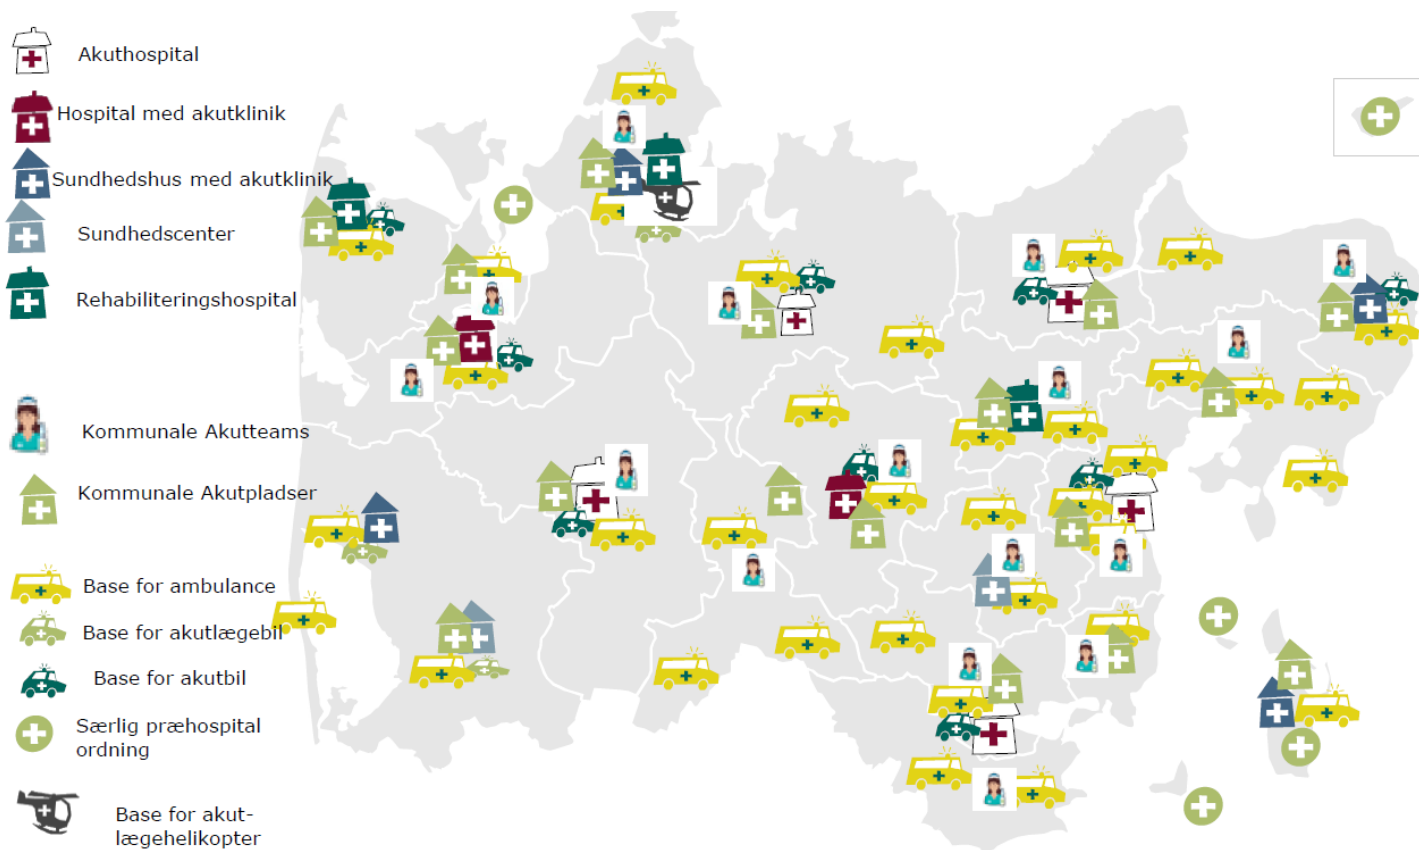 Akuthospital
Hospital med akutklinik
Sundhedshus med akutklinik
Sundhedscenter
Rehabiliteringshospital
Kommunale Akutteams
Kommunale Akutpladser
Base for ambulance
Base for akutlægebil
Base for akutbil
Særlig præhospital
ordning
Base for akut-
lægehelikopter